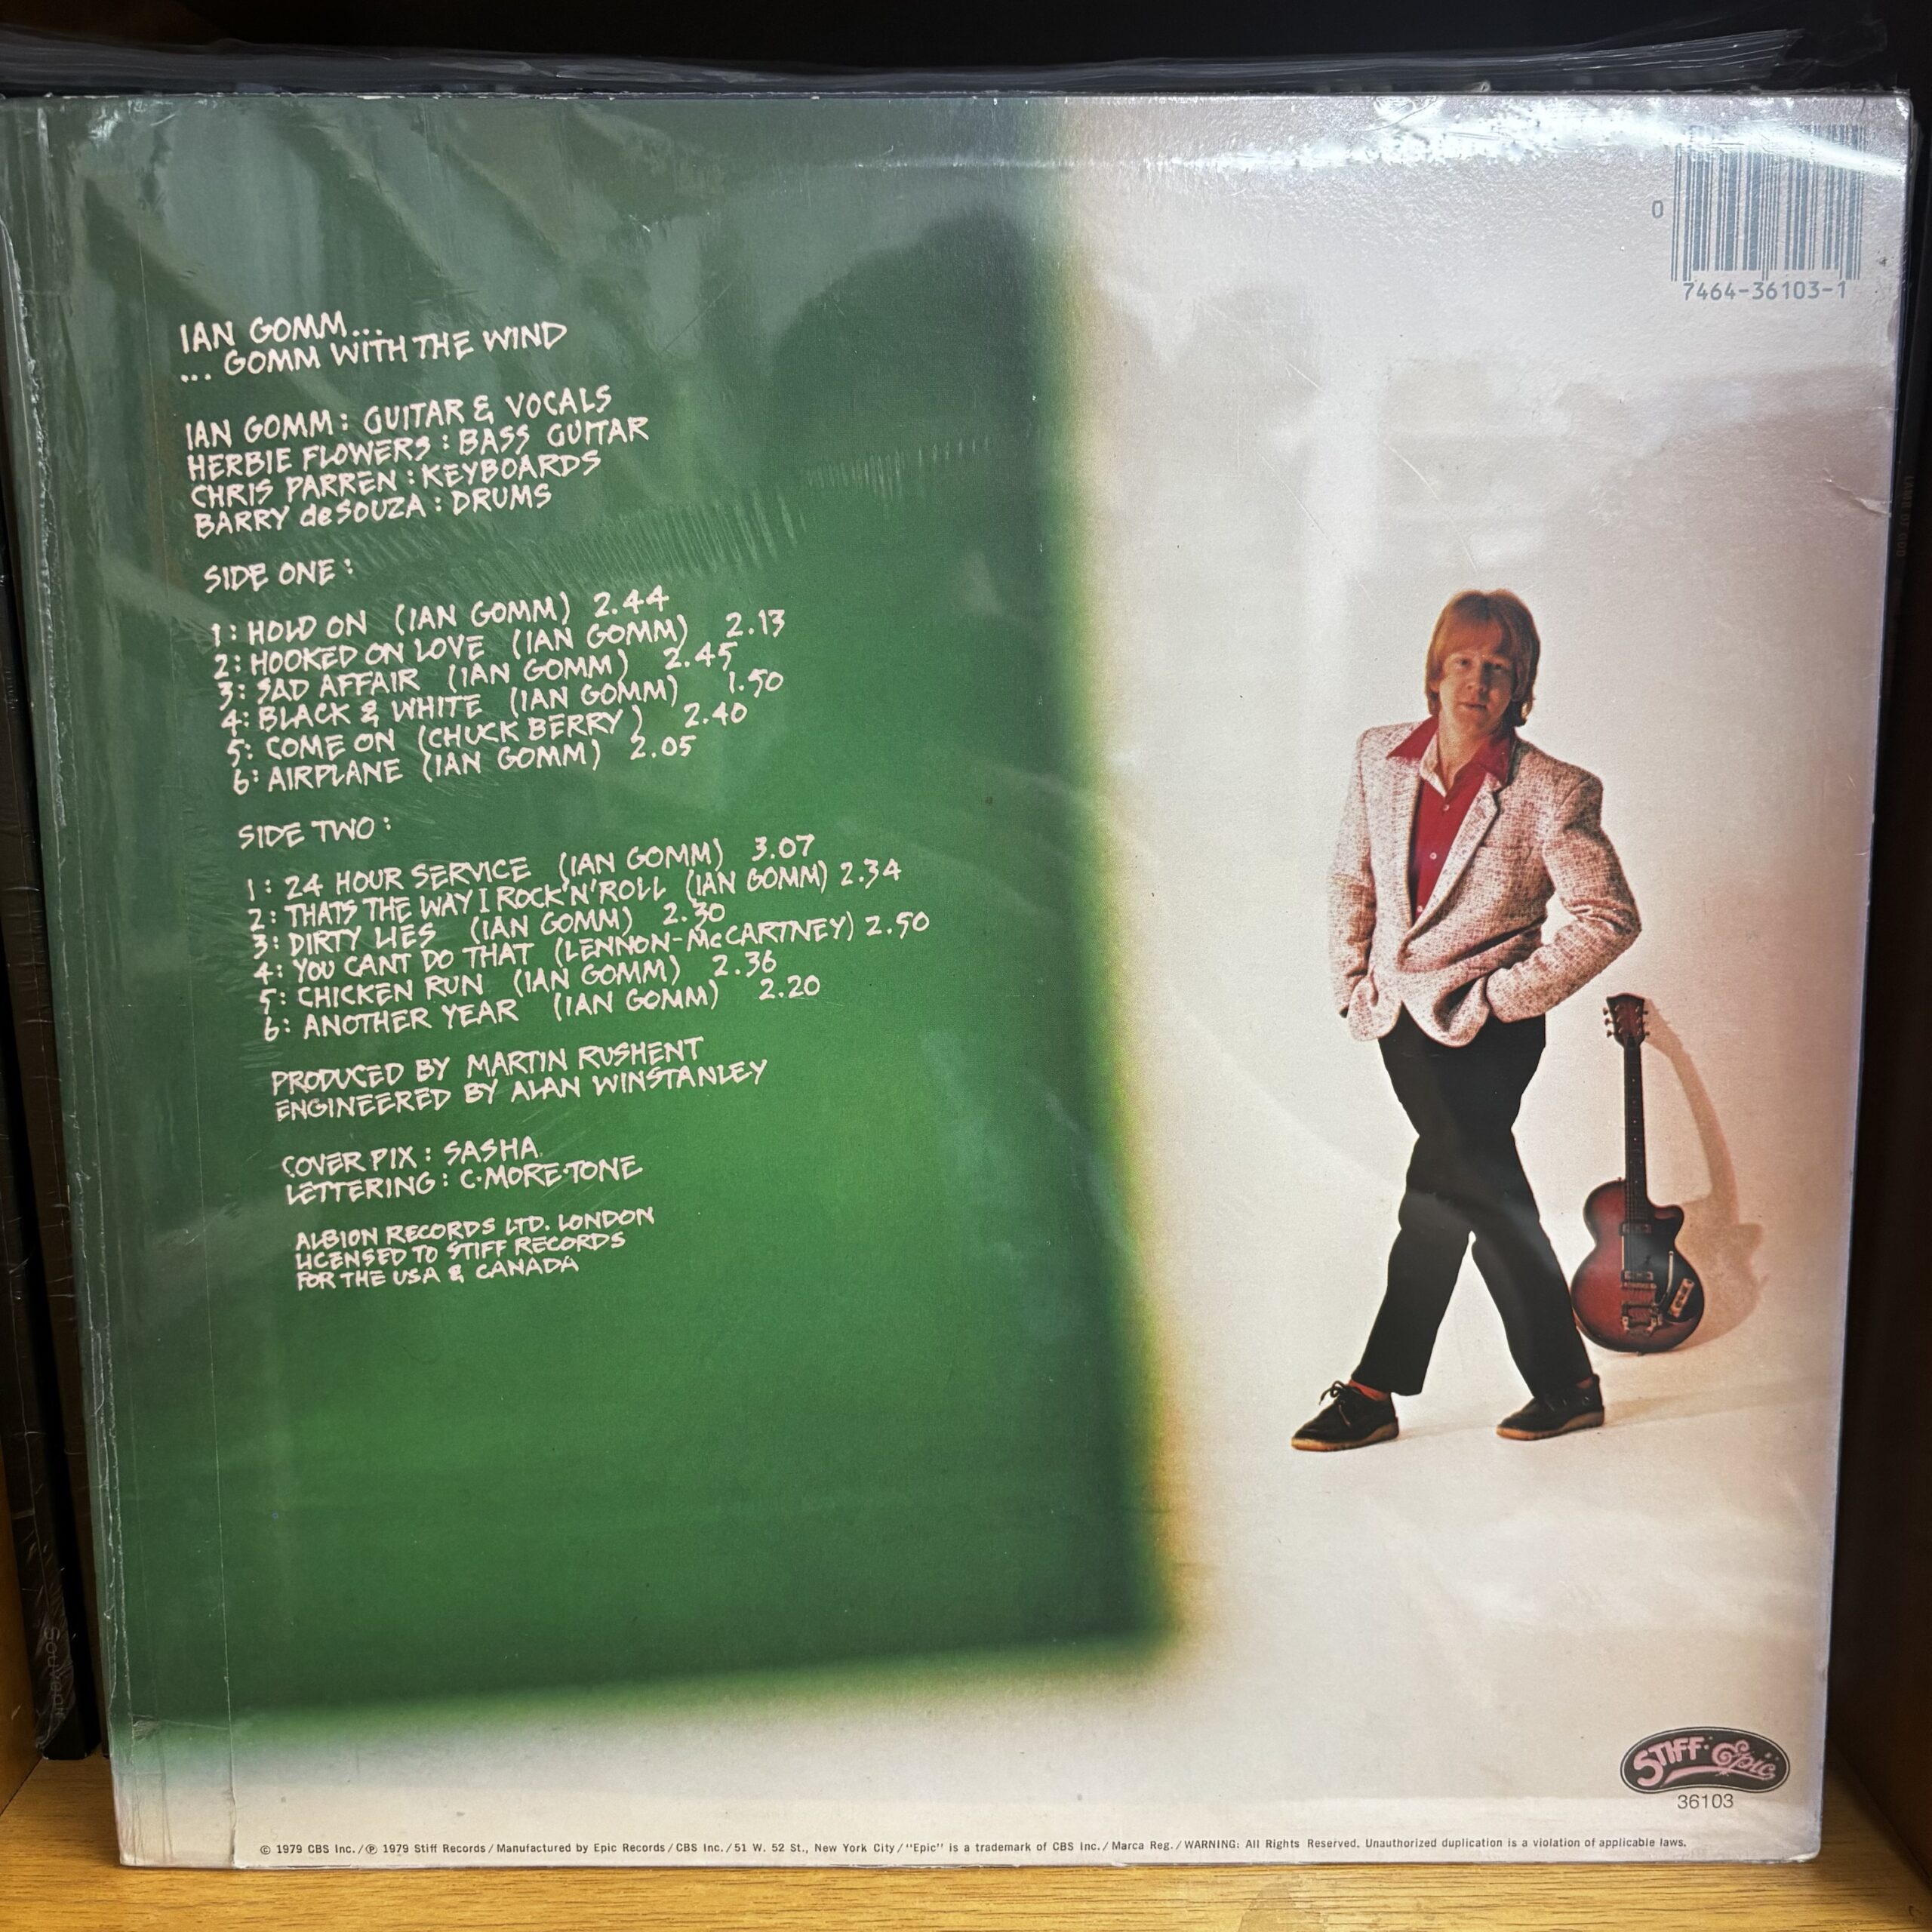 0
7464-36103-1
IAN GOMM...
... GOMM WITH THE WIND
IAN GOMM : GUITAR & VOCALS
HERBIE FLOWERS : BASS GUITAR
CHRIS PARREN : KEYBOARDS
BARRY deSOUZA : DRUMS
SIDE ONE :
1 : HOLD ON (IAN GOMM) 2.44
2: HOOKED ON LOVE (IAN GOMM) 2.13
3: SAD AFFAIR (IAN GOMM) 2.45
4: BLACK & WHITE (IAN GOMM) 1.50
5: COME ON (CHUCK BERRY) 2.40
6: AIRPLANE (IAN GOMM) 2.05
SIDE TWO :
1 : 24 HOUR SERVICE (IAN GOMM) 3.07
2: THATS THE WAY I ROCK'N'ROLL (IAN GOMM) 2.34
3: DIRTY LIES (IAN GOMM) 2.30
4: YOU CANT DO THAT (LENNON-McCARTNEY) 2.50
5: CHICKEN RUN (IAN GOMM) 2.36
6: ANOTHER YEAR (IAN GOMM) 2.20
PRODUCED BY MARTIN RUSHENT
ENGINEERED BY ALAN WINSTANLEY
COVER PIX : SASHA
LETTERING : C·MORE·TONE
ALBION RECORDS LTD. LONDON
LICENSED TO STIFF RECORDS
FOR THE USA & CANADA
STIFF·Epic
36103
© 1979 CBS Inc./℗ 1979 Stiff Records/Manufactured by Epic Records/CBS Inc./51 W. 52 St., New York City/"Epic" is a trademark of CBS Inc./Marca Reg./WARNING: All Rights Reserved. Unauthorized duplication is a violation of applicable laws.